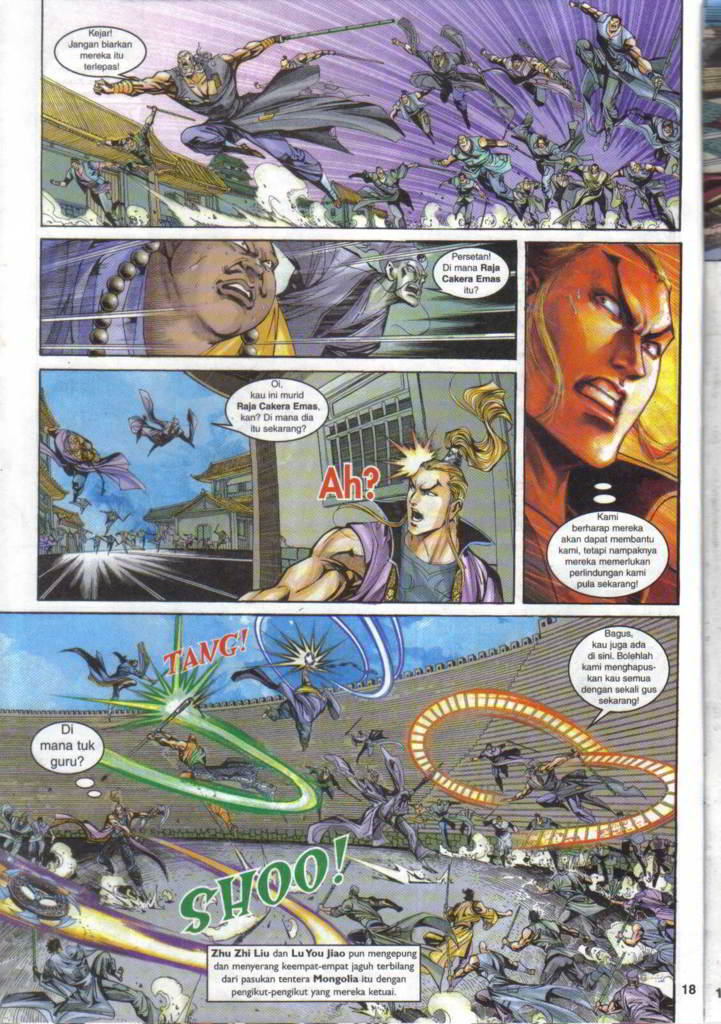 Kejar!
Jangan biarkan
mereka itu
terlepas!
Persetan!
Di mana Raja
Cakera Emas
itu?
Oi,
kau ini murid
Raja Cakera Emas,
kan? Di mana dia
itu sekarang?
Ah?
Kami
berharap mereka
akan dapat membantu
kami, tetapi nampaknya
mereka memerlukan
perlindungan kami
pula sekarang!
TANG!
Bagus,
kau juga ada
di sini. Bolehlah
kami menghapus-
kan kau semua
dengan sekali gus
sekarang!
Di
mana tuk
guru?
SHOO!
Zhu Zhi Liu dan Lu You Jiao pun mengepung
dan menyerang keempat-empat jaguh terbilang
dari pasukan tentera Mongolia itu dengan
pengikut-pengikut yang mereka ketuai.
18